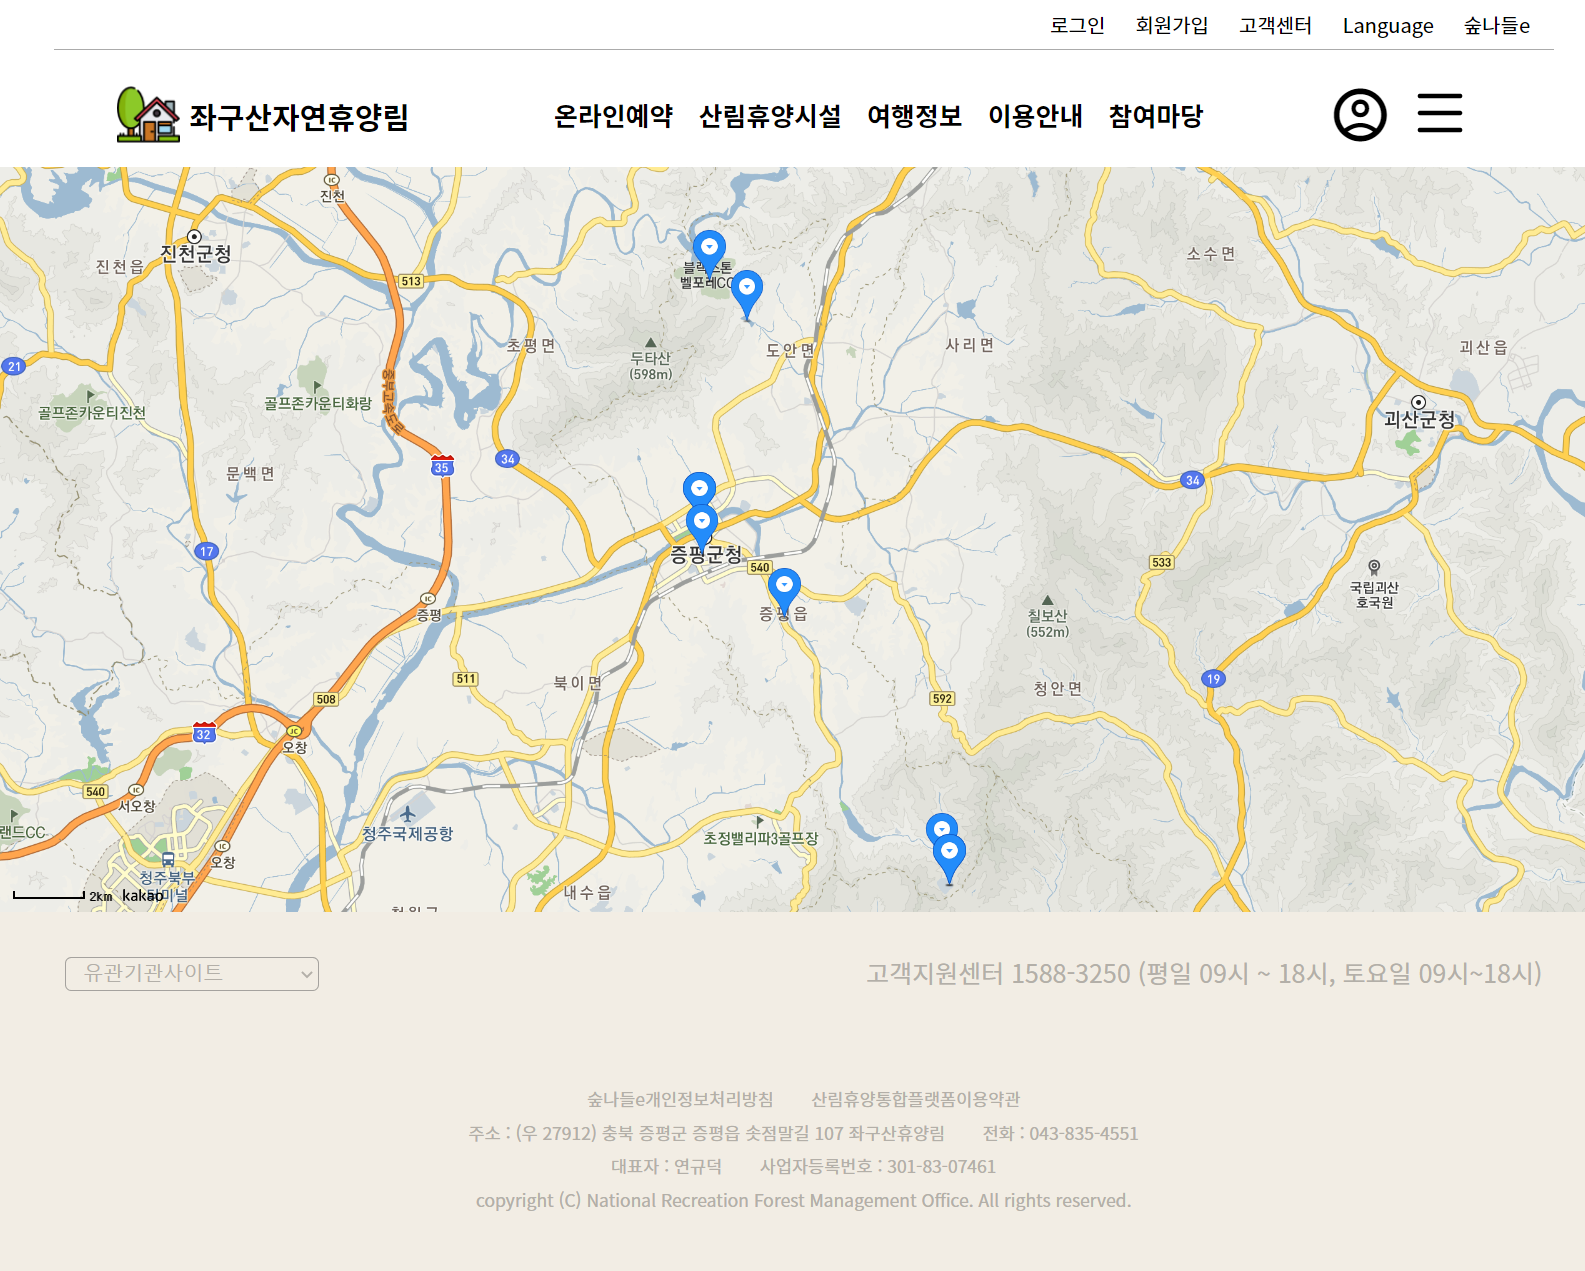 로그인 회원가입 고객센터 Language 숲나들e
좌구산자연휴양림 온라인예약 산림휴양시설 여행정보 이용안내 참여마당
IC
진천
진천군청
진천읍
513
블랙스톤
벨포레CC
소수면
초평면
두타산
(598m)
도안면
사리면
괴산읍
21
중부고속도로
골프존카운티진천
골프존카운티화랑
괴산군청
문백면
35
34
34
17
증평군청
540
533
국립괴산
호국원
IC
증평
증평읍
칠보산
(552m)
511
북이면
508
592
청안면
19
32
JC
오창
540
IC
서오창
랜드CC
청주국제공항
초정밸리파3골프장
IC
오창
청주북부
터미널
내수읍
2km kakao
유관기관사이트
고객지원센터 1588-3250 (평일 09시 ~ 18시, 토요일 09시~18시)
숲나들e개인정보처리방침 산림휴양통합플랫폼이용약관
주소 : (우 27912) 충북 증평군 증평읍 솟점말길 107 좌구산휴양림 전화 : 043-835-4551
대표자 : 연규덕 사업자등록번호 : 301-83-07461
copyright (C) National Recreation Forest Management Office. All rights reserved.